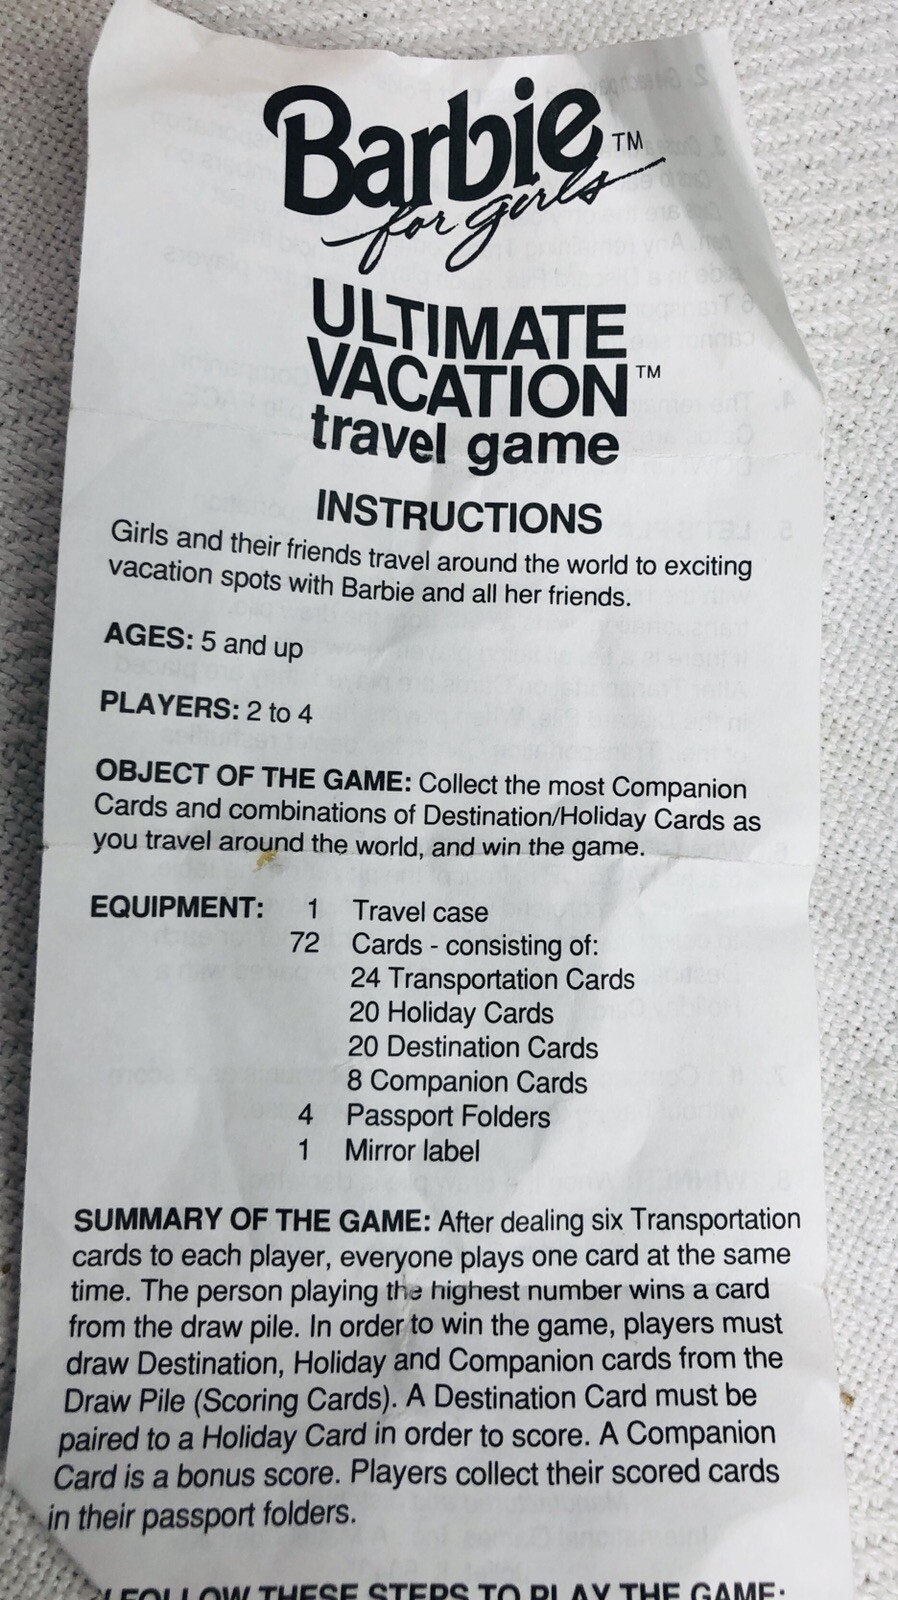 Barbie™
for girls
ULTIMATE
VACATION™
travel game
INSTRUCTIONS
Girls and their friends travel around the world to exciting
vacation spots with Barbie and all her friends.
AGES: 5 and up
PLAYERS: 2 to 4
OBJECT OF THE GAME: Collect the most Companion
Cards and combinations of Destination/Holiday Cards as
you travel around the world, and win the game.
EQUIPMENT: 1 Travel case
72 Cards - consisting of:
24 Transportation Cards
20 Holiday Cards
20 Destination Cards
8 Companion Cards
4 Passport Folders
1 Mirror label
SUMMARY OF THE GAME: After dealing six Transportation
cards to each player, everyone plays one card at the same
time. The person playing the highest number wins a card
from the draw pile. In order to win the game, players must
draw Destination, Holiday and Companion cards from the
Draw Pile (Scoring Cards). A Destination Card must be
paired to a Holiday Card in order to score. A Companion
Card is a bonus score. Players collect their scored cards
in their passport folders.
FOLLOW THESE STEPS TO PLAY THE GAME: